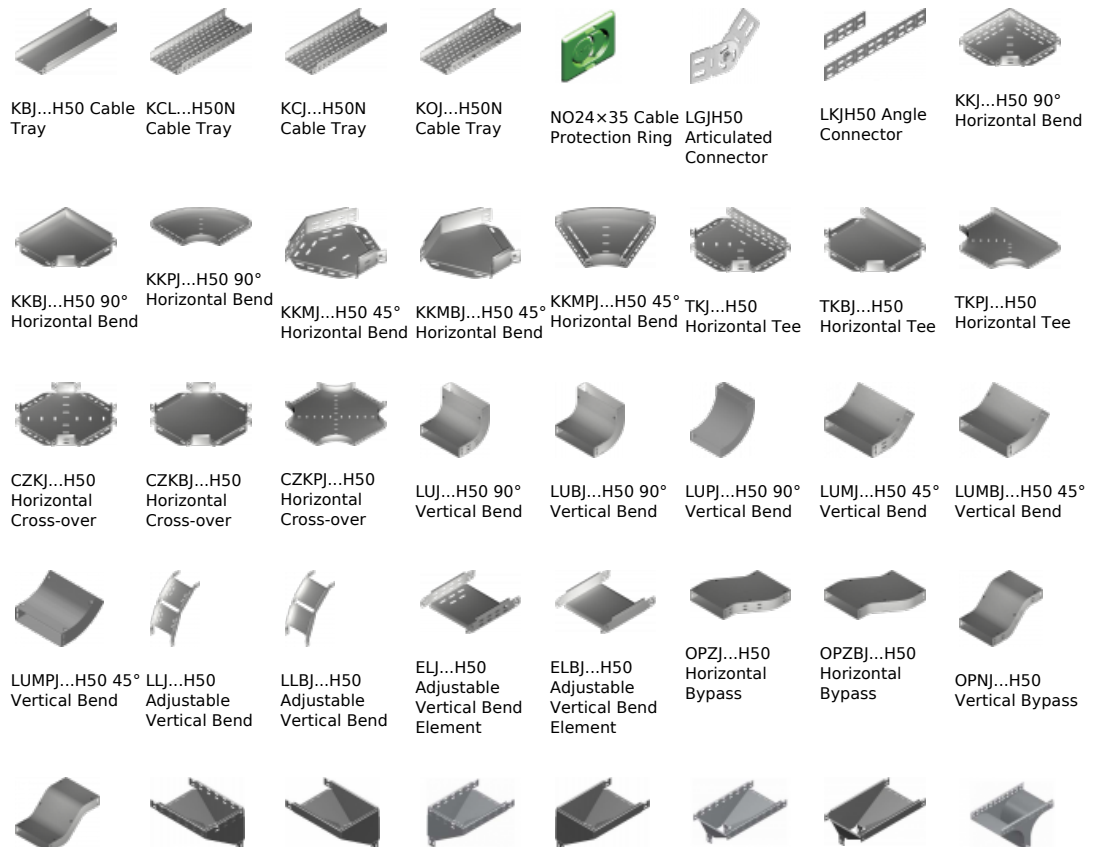 KBJ...H50 Cable
Tray
KCL...H50N
Cable Tray
KCJ...H50N
Cable Tray
KOJ...H50N
Cable Tray
NO24×35 Cable
Protection Ring
LGJH50
Articulated
Connector
LKJH50 Angle
Connector
KKJ...H50 90°
Horizontal Bend
KKBJ...H50 90°
Horizontal Bend
KKPJ...H50 90°
Horizontal Bend
KKMJ...H50 45°
Horizontal Bend
KKMBJ...H50 45°
Horizontal Bend
KKMPJ...H50 45°
Horizontal Bend
TKJ...H50
Horizontal Tee
TKBJ...H50
Horizontal Tee
TKPJ...H50
Horizontal Tee
CZKJ...H50
Horizontal
Cross-over
CZKBJ...H50
Horizontal
Cross-over
CZKPJ...H50
Horizontal
Cross-over
LUJ...H50 90°
Vertical Bend
LUBJ...H50 90°
Vertical Bend
LUPJ...H50 90°
Vertical Bend
LUMJ...H50 45°
Vertical Bend
LUMBJ...H50 45°
Vertical Bend
LUMPJ...H50 45°
Vertical Bend
LLJ...H50
Adjustable
Vertical Bend
LLBJ...H50
Adjustable
Vertical Bend
ELJ...H50
Adjustable
Vertical Bend
Element
ELBJ...H50
Adjustable
Vertical Bend
Element
OPZJ...H50
Horizontal
Bypass
OPZBJ...H50
Horizontal
Bypass
OPNJ...H50
Vertical Bypass